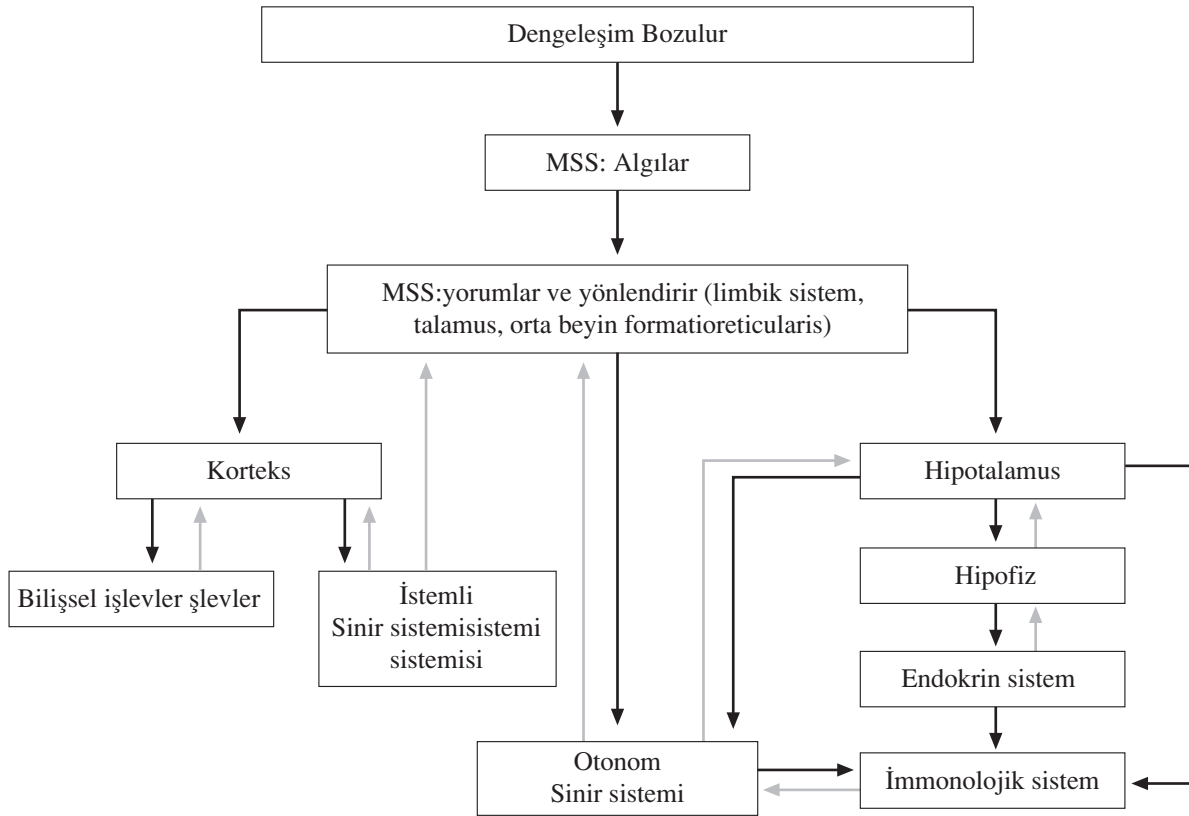 Dengeleşim Bozulur
MSS: Algılar
MSS:yorumlar ve yönlendirir (limbik sistem,
talamus, orta beyin formatioreticularis)
Korteks
Hipotalamus
Bilişsel işlevler şlevler
İstemli
Sinir sistemisistemi
sistemisi
Hipofiz
Endokrin sistem
Otonom
Sinir sistemi
İmmonolojik sistem